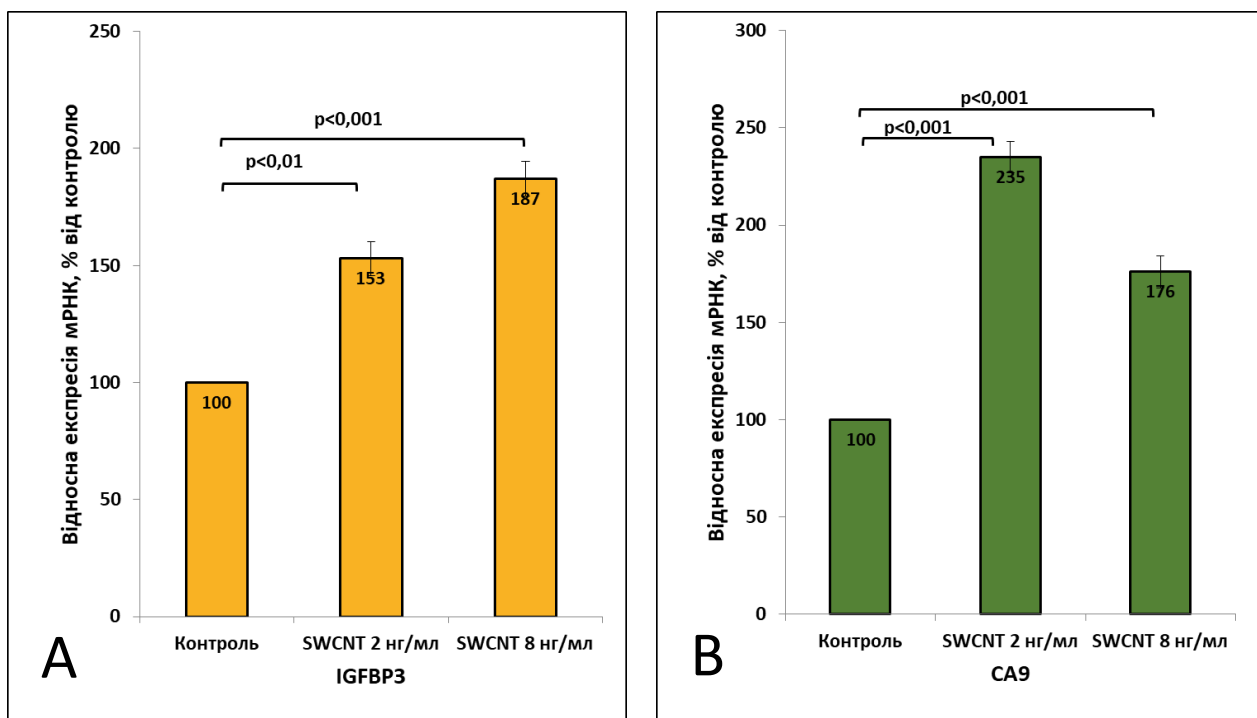 250
200
150
100
50
0
Відносна експресія мРНК, % від контролю
p<0,001
p<0,01
100
153
187
Контроль
SWCNT 2 нг/мл
SWCNT 8 нг/мл
IGFBP3
A
300
250
200
150
100
50
0
Відносна експресія мРНК, % від контролю
p<0,001
p<0,001
100
235
176
Контроль
SWCNT 2 нг/мл
SWCNT 8 нг/мл
CA9
B